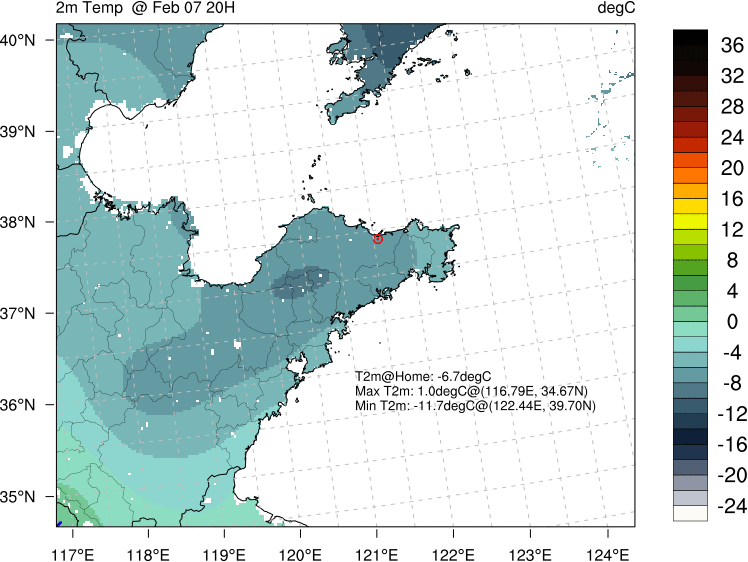 2m Temp @ Feb 07 20H
degC
40°N
39°N
38°N
37°N
36°N
35°N
T2m@Home: -6.7degC
Max T2m: 1.0degC@(116.79E, 34.67N)
Min T2m: -11.7degC@(122.44E, 39.70N)
117°E 118°E 119°E 120°E 121°E 122°E 123°E 124°E
36
32
28
24
20
16
12
8
4
0
-4
-8
-12
-16
-20
-24